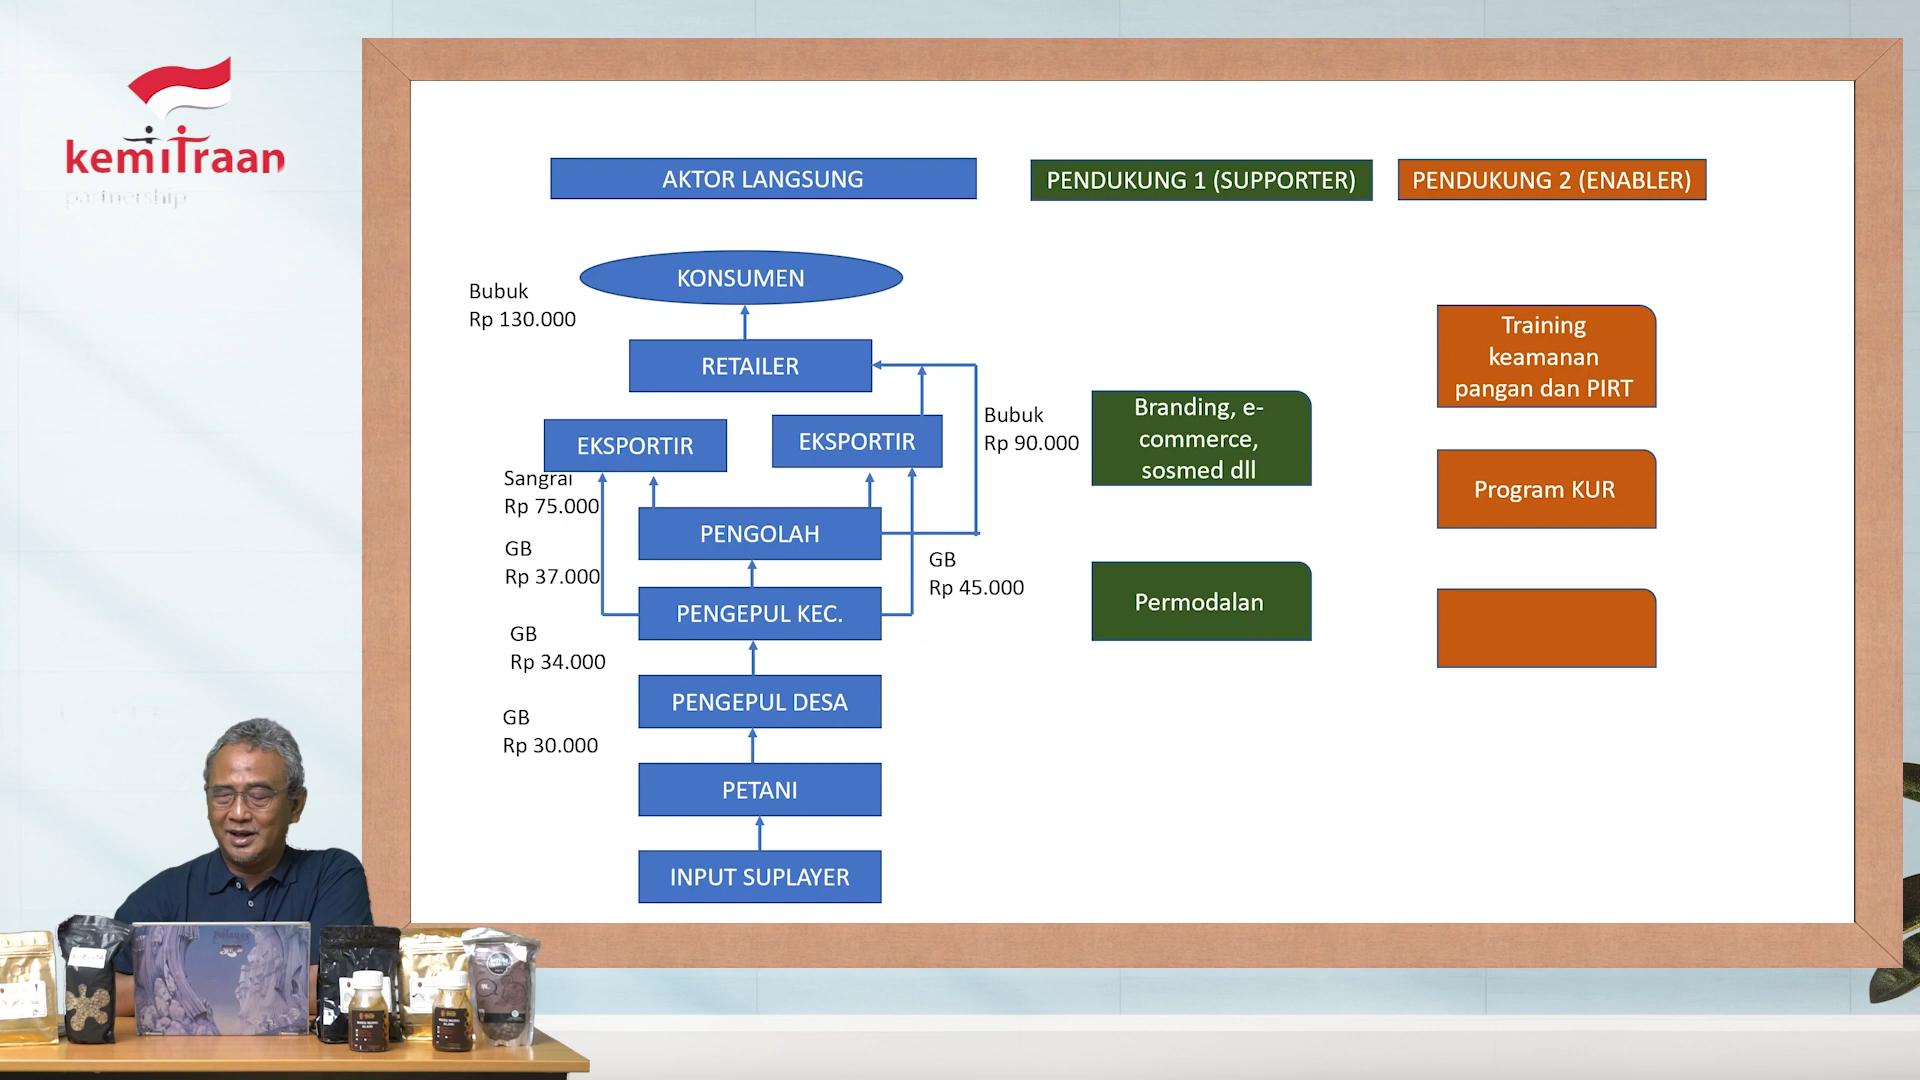 kemitraan
partnership
AKTOR LANGSUNG
PENDUKUNG 1 (SUPPORTER)
PENDUKUNG 2 (ENABLER)
KONSUMEN
Bubuk
Rp 130.000
RETAILER
EKSPORTIR
EKSPORTIR
Bubuk
Rp 90.000
Sangrai
Rp 75.000
PENGOLAH
GB
Rp 37.000
GB
Rp 45.000
PENGEPUL KEC.
GB
Rp 34.000
PENGEPUL DESA
GB
Rp 30.000
PETANI
INPUT SUPLAYER
Branding, e-
commerce,
sosmed dll
Permodalan
Training
keamanan
pangan dan PIRT
Program KUR